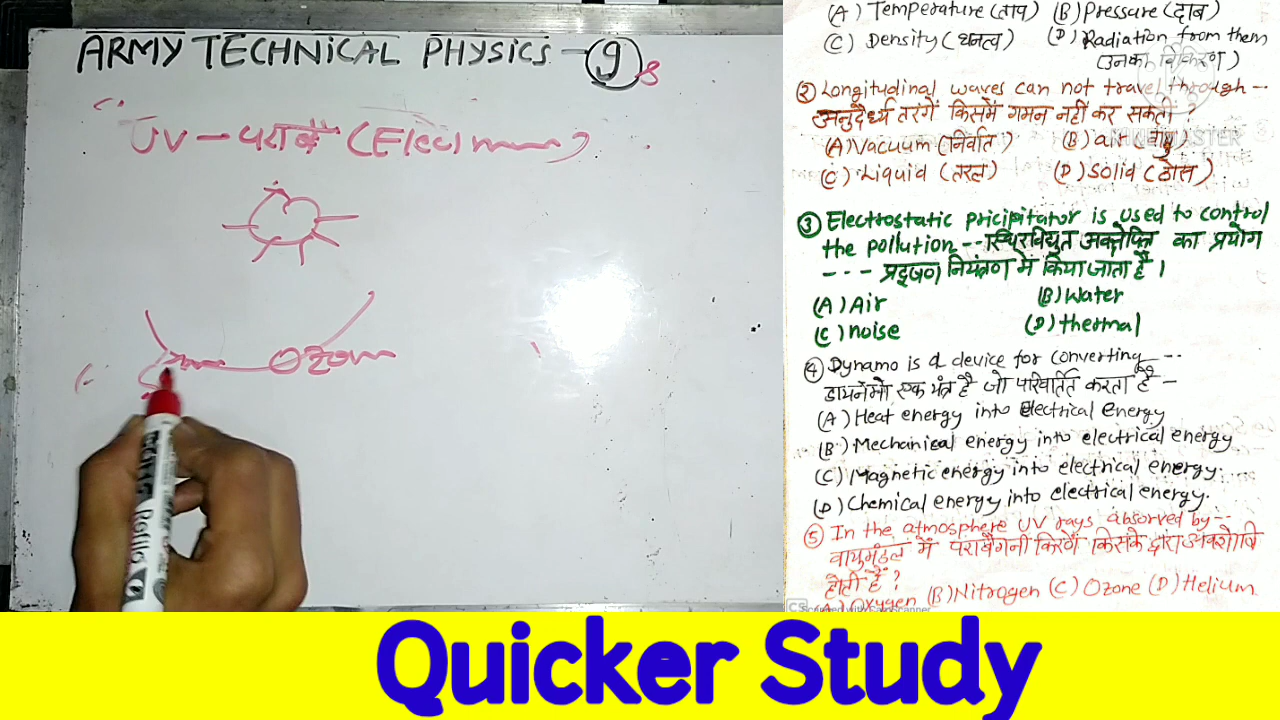 ARMY TECHNICAL PHYSICS - 9
8
UV - पराबैं (Elec
Ozone
(A) Temperature (ताप) (B) Pressure (दाब)
(C) Density (घनत्व) (D) Radiation from them
(उनका विकिरण)
② Longitudinal waves can not travel through --
अनुदैर्ध्य तरंगें किसमें गमन नहीं कर सकतीं ?
(A) Vacuum (निर्वात) (B) air
(C) Liquid (तरल) (D) Solid (ठोस)
③ Electrostatic pricipitator is used to control
the pollution -- स्थिरविद्युत का प्रयोग
---- प्रदूषण नियंत्रण में किया जाता है।
(A) Air (B) Water
(C) noise (D) thermal
④ Dynamo is a device for converting ---
डायनेमो एक यंत्र है जो परिवर्तित करता है -
(A) Heat energy into Electrical energy
(B) Mechanical energy into electrical energy
(C) Magnetic energy into electrical energy.
(D) Chemical energy into electrical energy.
⑤ In the atmosphere UV rays absorved by --
वायुमंडल में पराबैंगनी किरणें किसके द्वारा अवशोषि
होती हैं ?
(A) Oxygen (B) Nitrogen (C) Ozone (D) Helium
Quicker Study